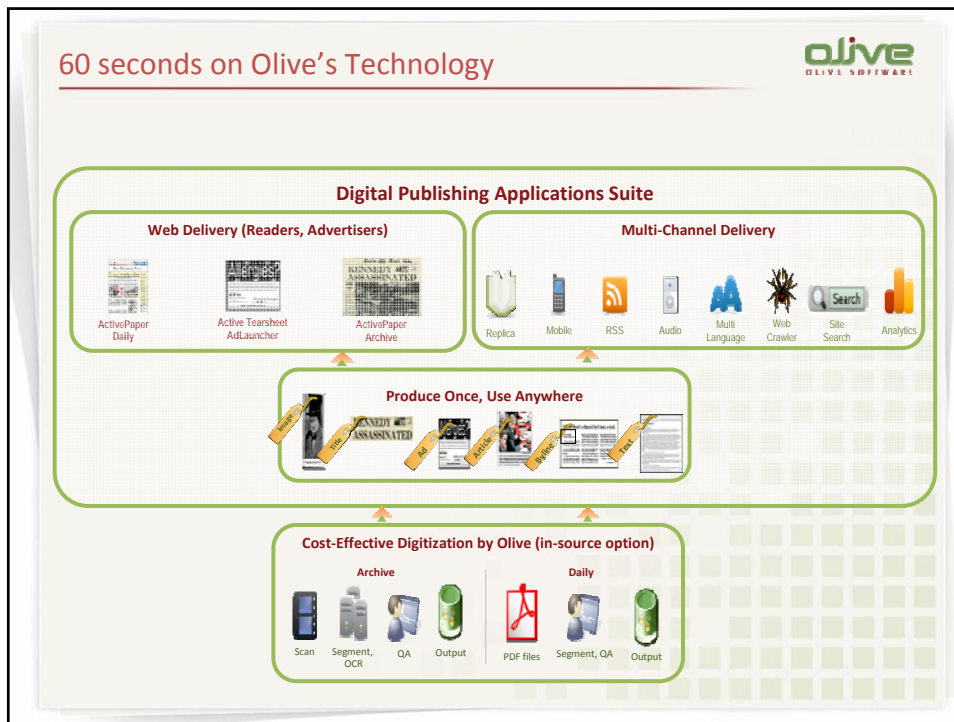 60 seconds on Olive's Technology
olive
OLIVE SOFTWARE
Digital Publishing Applications Suite
Web Delivery (Readers, Advertisers)
ActivePaper
Daily
Active Tearsheet
AdLauncher
KENNEDY
ASSASSINATED
ActivePaper
Archive
Multi-Channel Delivery
Replica
Mobile
RSS
Audio
Multi
Language
Web
Crawler
Search
Site
Search
Analytics
Produce Once, Use Anywhere
Image
Title
KENNEDY
ASSASSINATED
Ad
Article
Byline
Text
Cost-Effective Digitization by Olive (in-source option)
Archive
Scan
Segment,
OCR
QA
Output
Daily
PDF files
Segment, QA
Output